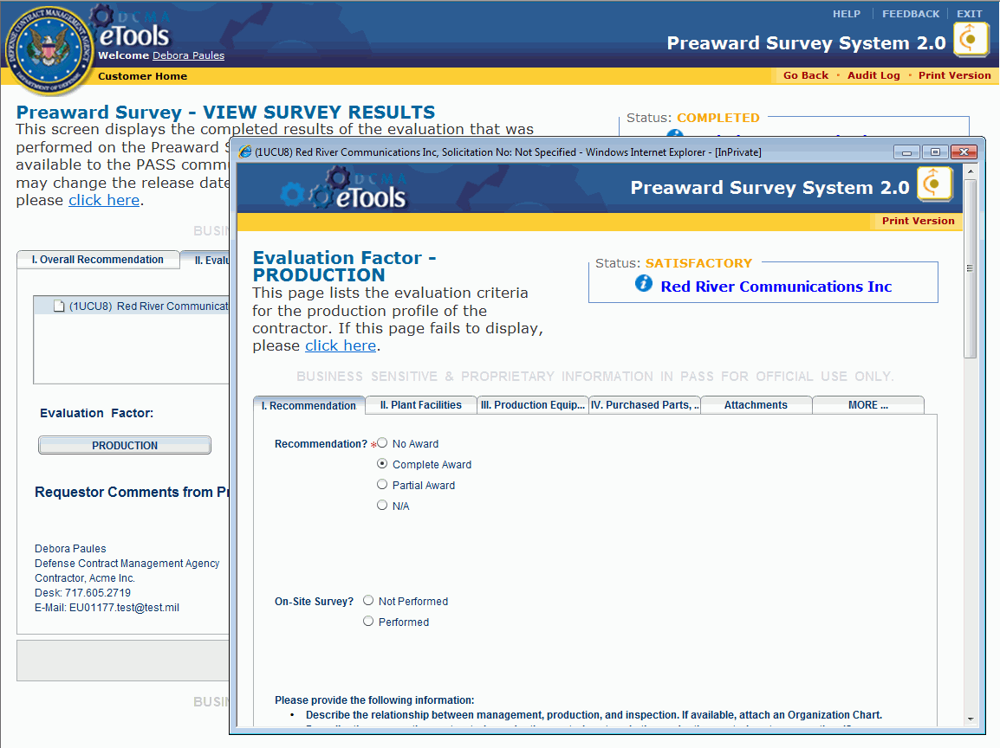 DEFENSE CONTRACT MANAGEMENT AGENCY
DEPARTMENT OF DEFENSE
DCMA
eTools
Welcome Debora Paules
HELP FEEDBACK EXIT
Preaward Survey System 2.0
Customer Home
Go Back · Audit Log · Print Version
Preaward Survey - VIEW SURVEY RESULTS
This screen displays the completed results of the evaluation that was
performed on the Preaward
available to the PASS
may change the release date
please click here.
Status: COMPLETED
BUSIN
I. Overall Recommendation
II. Evalu
(1UCU8) Red River Communicat
Evaluation Factor:
PRODUCTION
Requestor Comments from
Debora Paules
Defense Contract Management Agency
Contractor, Acme Inc.
Desk: 717.605.2719
E-Mail: EU01177.test@test.mil
BUSIN
(1UCU8) Red River Communications Inc, Solicitation No: Not Specified - Windows Internet Explorer - [InPrivate]
DCMA
eTools
Preaward Survey System 2.0
Print Version
Evaluation Factor -
PRODUCTION
This page lists the evaluation criteria
for the production profile of the
contractor. If this page fails to display,
please click here.
Status: SATISFACTORY
Red River Communications Inc
BUSINESS SENSITIVE & PROPRIETARY INFORMATION IN PASS FOR OFFICIAL USE ONLY.
I. Recommendation
II. Plant Facilities
III. Production Equip...
IV. Purchased Parts, ..
Attachments
MORE ...
Recommendation? * No Award
Complete Award
Partial Award
N/A
On-Site Survey? Not Performed
Performed
Please provide the following information:
• Describe the relationship between management, production, and inspection. If available, attach an Organization Chart.